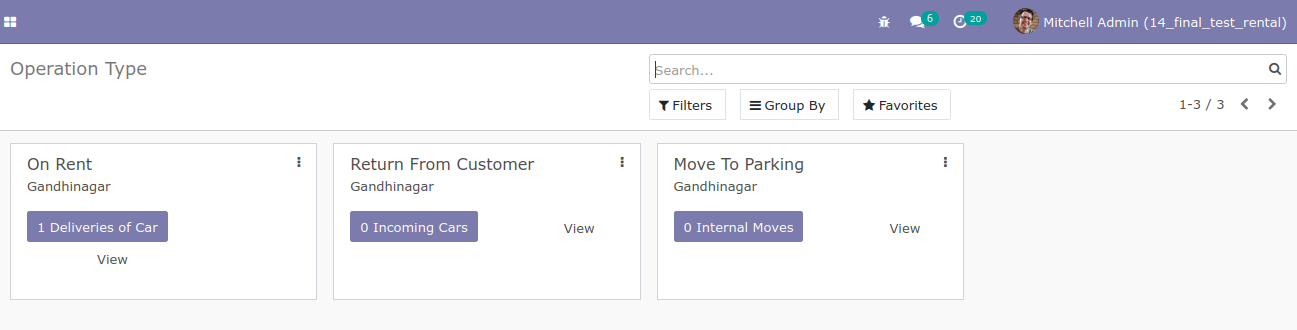 6 20 Mitchell Admin (14_final_test_rental)
Operation Type
Search...
Filters Group By Favorites 1-3 / 3
On Rent
Gandhinagar
1 Deliveries of Car
View
Return From Customer
Gandhinagar
0 Incoming Cars View
Move To Parking
Gandhinagar
0 Internal Moves View